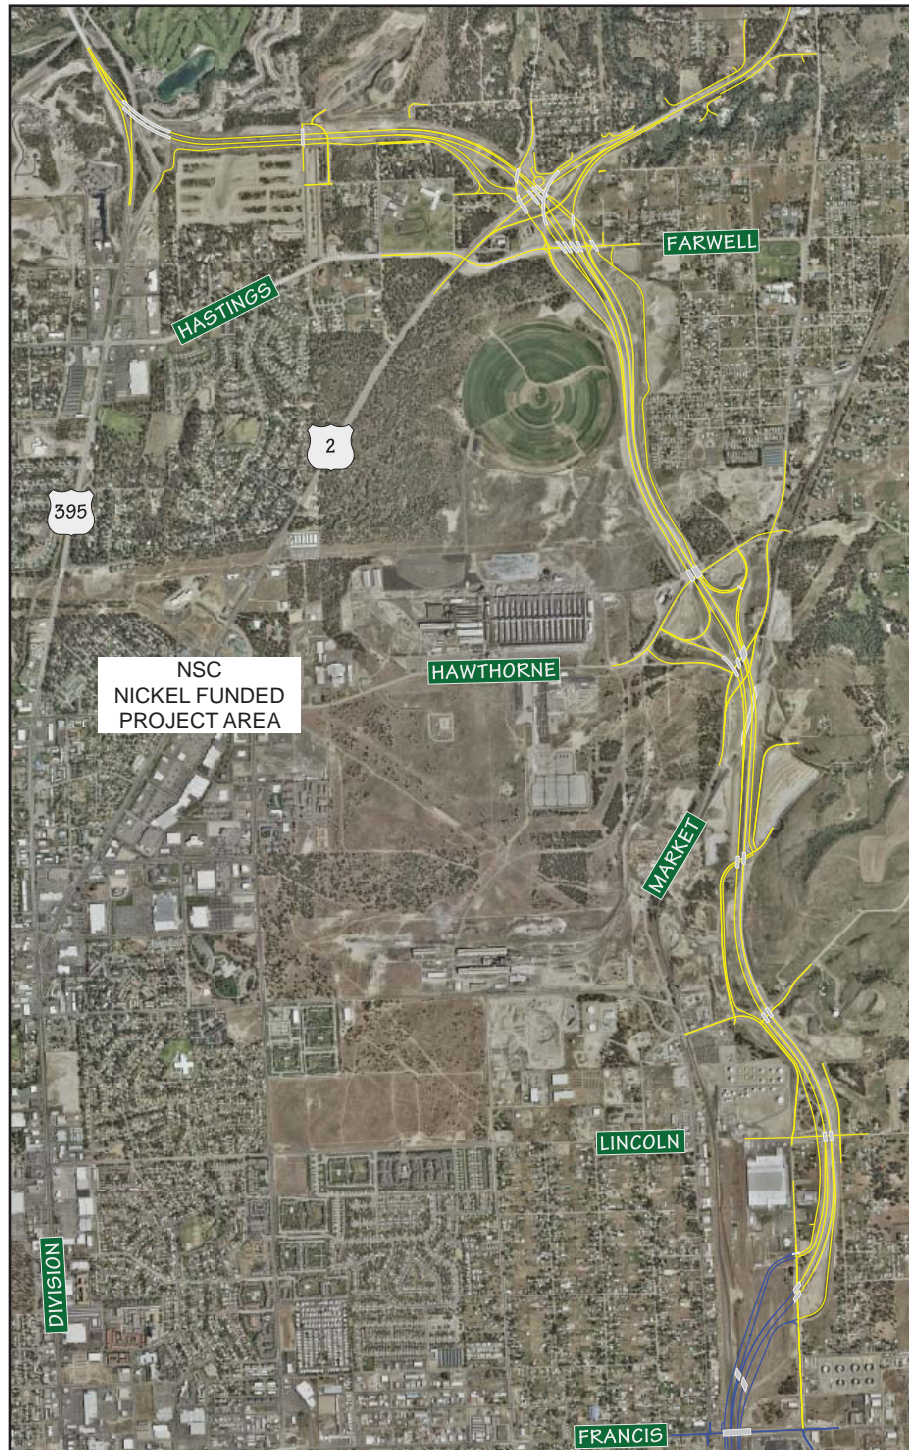 FARWELL
HASTINGS
2
395
NSC
NICKEL FUNDED
PROJECT AREA
HAWTHORNE
MARKET
LINCOLN
DIVISION
FRANCIS